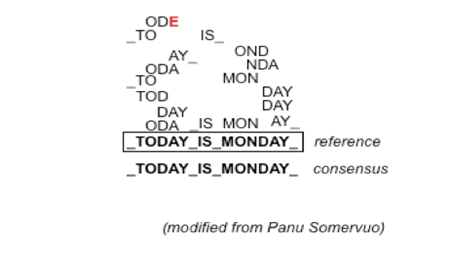 ODE
_TO IS_
AY_ OND
ODA NDA
_TO MON
TOD DAY
DAY DAY
ODA _IS MON AY_
_TODAY_IS_MONDAY_ reference
_TODAY_IS_MONDAY_ consensus
(modified from Panu Somervuo)